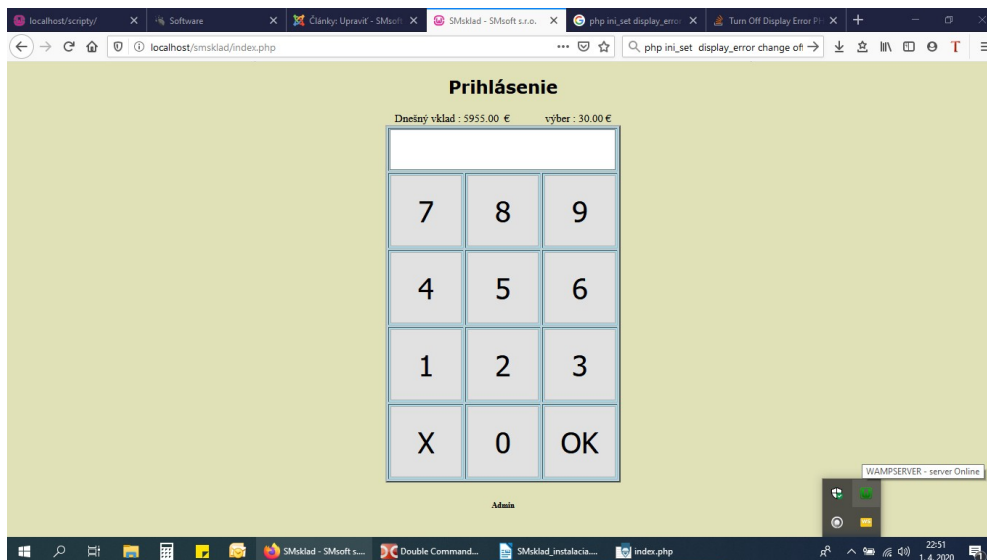 localhost/scripty/
Software
Články: Upraviť - SMsoft
SMsklad - SMsoft s.r.o.
php ini_set display_error
Turn Off Display Error PH
localhost/smsklad/index.php
php ini_set display_error change of
Prihlásenie
Dnešný vklad : 5955.00 € výber : 30.00 €
7 8 9
4 5 6
1 2 3
X 0 OK
WAMPSERVER - server Online
Admin
SMsklad - SMsoft s....
Double Command...
SMsklad_instalacia....
index.php
22:51
1. 4. 2020